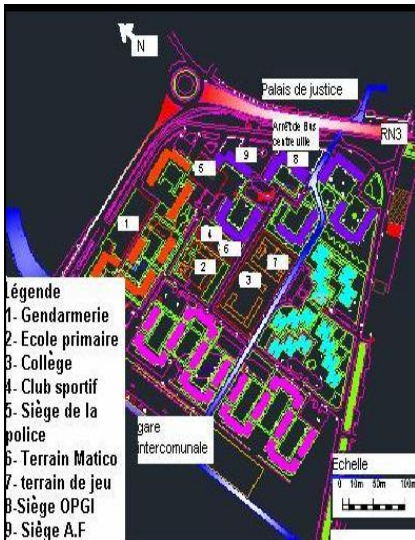 N
Palais de justice
Arrêt de Bus
centre ville
RN3
9
8
5
1
4
6
7
2
3
Légende
1- Gendarmerie
2- Ecole primaire
3- Collège
4- Club sportif
5- Siège de la
police
6- Terrain Matico
7- terrain de jeu
8-Siège OPGI
9- Siège A.F
gare
intercomunale
Echelle
0 10m 50m 100m